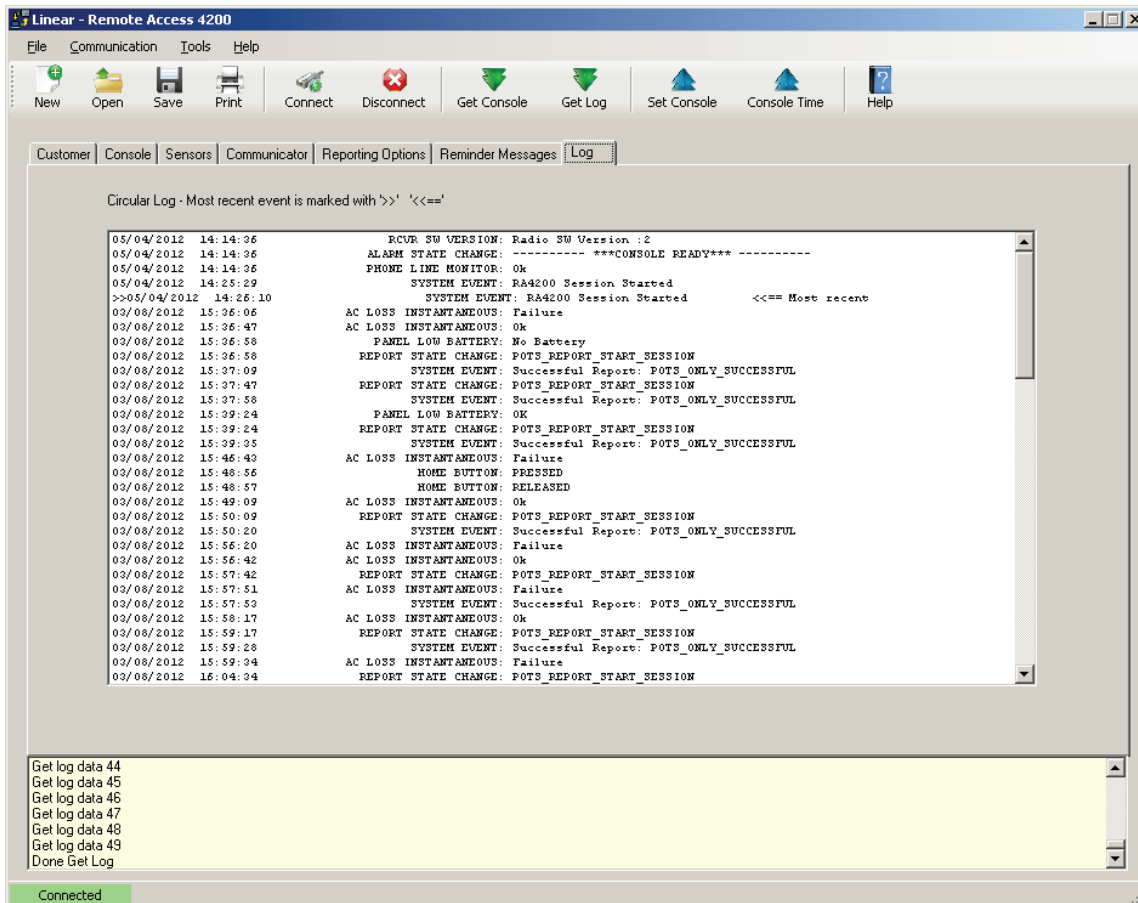 Linear - Remote Access 4200
File Communication Tools Help
New Open Save Print Connect Disconnect Get Console Get Log Set Console Console Time Help
Customer Console Sensors Communicator Reporting Options Reminder Messages Log
Circular Log - Most recent event is marked with '>>' '<<=='
05/04/2012 14:14:36 RCVR SW VERSION: Radio SW Version :2
05/04/2012 14:14:36 ALARM STATE CHANGE: ---------- ***CONSOLE READY*** ----------
05/04/2012 14:14:36 PHONE LINE MONITOR: Ok
05/04/2012 14:25:29 SYSTEM EVENT: RA4200 Session Started
>>05/04/2012 14:26:10 SYSTEM EVENT: RA4200 Session Started <<== Most recent
03/08/2012 15:36:06 AC LOSS INSTANTANEOUS: Failure
03/08/2012 15:36:47 AC LOSS INSTANTANEOUS: Ok
03/08/2012 15:36:58 PANEL LOW BATTERY: No Battery
03/08/2012 15:36:58 REPORT STATE CHANGE: POTS_REPORT_START_SESSION
03/08/2012 15:37:09 SYSTEM EVENT: Successful Report: POTS_ONLY_SUCCESSFUL
03/08/2012 15:37:47 REPORT STATE CHANGE: POTS_REPORT_START_SESSION
03/08/2012 15:37:58 SYSTEM EVENT: Successful Report: POTS_ONLY_SUCCESSFUL
03/08/2012 15:39:24 PANEL LOW BATTERY: OK
03/08/2012 15:39:24 REPORT STATE CHANGE: POTS_REPORT_START_SESSION
03/08/2012 15:39:35 SYSTEM EVENT: Successful Report: POTS_ONLY_SUCCESSFUL
03/08/2012 15:46:43 AC LOSS INSTANTANEOUS: Failure
03/08/2012 15:48:56 HOME BUTTON: PRESSED
03/08/2012 15:48:57 HOME BUTTON: RELEASED
03/08/2012 15:49:09 AC LOSS INSTANTANEOUS: Ok
03/08/2012 15:50:09 REPORT STATE CHANGE: POTS_REPORT_START_SESSION
03/08/2012 15:50:20 SYSTEM EVENT: Successful Report: POTS_ONLY_SUCCESSFUL
03/08/2012 15:56:20 AC LOSS INSTANTANEOUS: Failure
03/08/2012 15:56:42 AC LOSS INSTANTANEOUS: Ok
03/08/2012 15:57:42 REPORT STATE CHANGE: POTS_REPORT_START_SESSION
03/08/2012 15:57:51 AC LOSS INSTANTANEOUS: Failure
03/08/2012 15:57:53 SYSTEM EVENT: Successful Report: POTS_ONLY_SUCCESSFUL
03/08/2012 15:58:17 AC LOSS INSTANTANEOUS: Ok
03/08/2012 15:59:17 REPORT STATE CHANGE: POTS_REPORT_START_SESSION
03/08/2012 15:59:28 SYSTEM EVENT: Successful Report: POTS_ONLY_SUCCESSFUL
03/08/2012 15:59:34 AC LOSS INSTANTANEOUS: Failure
03/08/2012 16:04:34 REPORT STATE CHANGE: POTS_REPORT_START_SESSION
Get log data 44
Get log data 45
Get log data 46
Get log data 47
Get log data 48
Get log data 49
Done Get Log
Connected